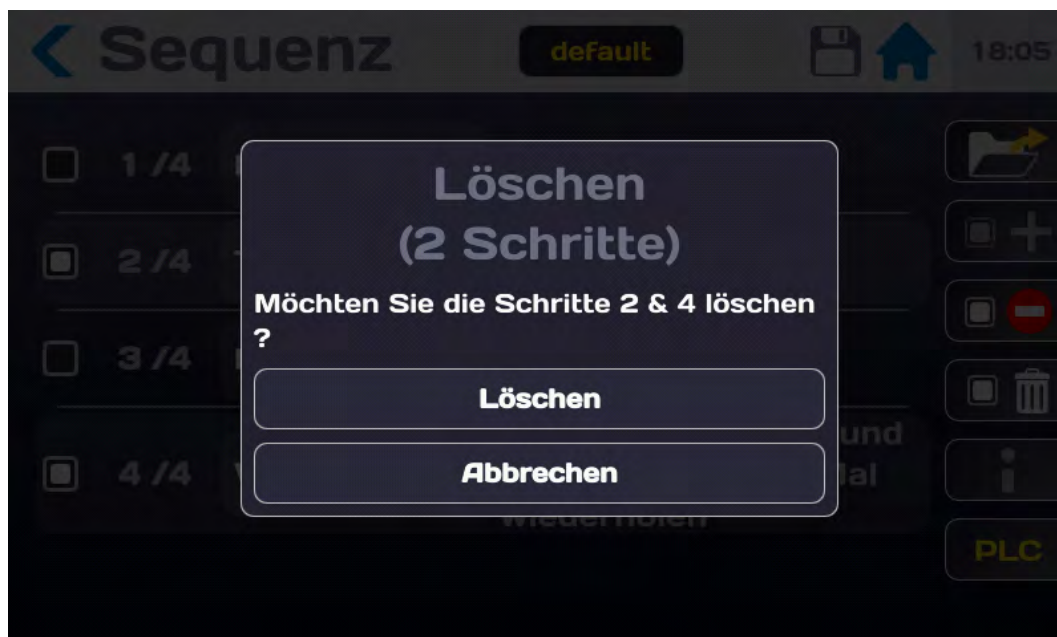 Sequenz
default
18:05
1 /4
Löschen
(2 Schritte)
2 /4
Möchten Sie die Schritte 2 & 4 löschen
?
3 /4
Löschen
und
4 /4
Abbrechen
wiederholen
PLC